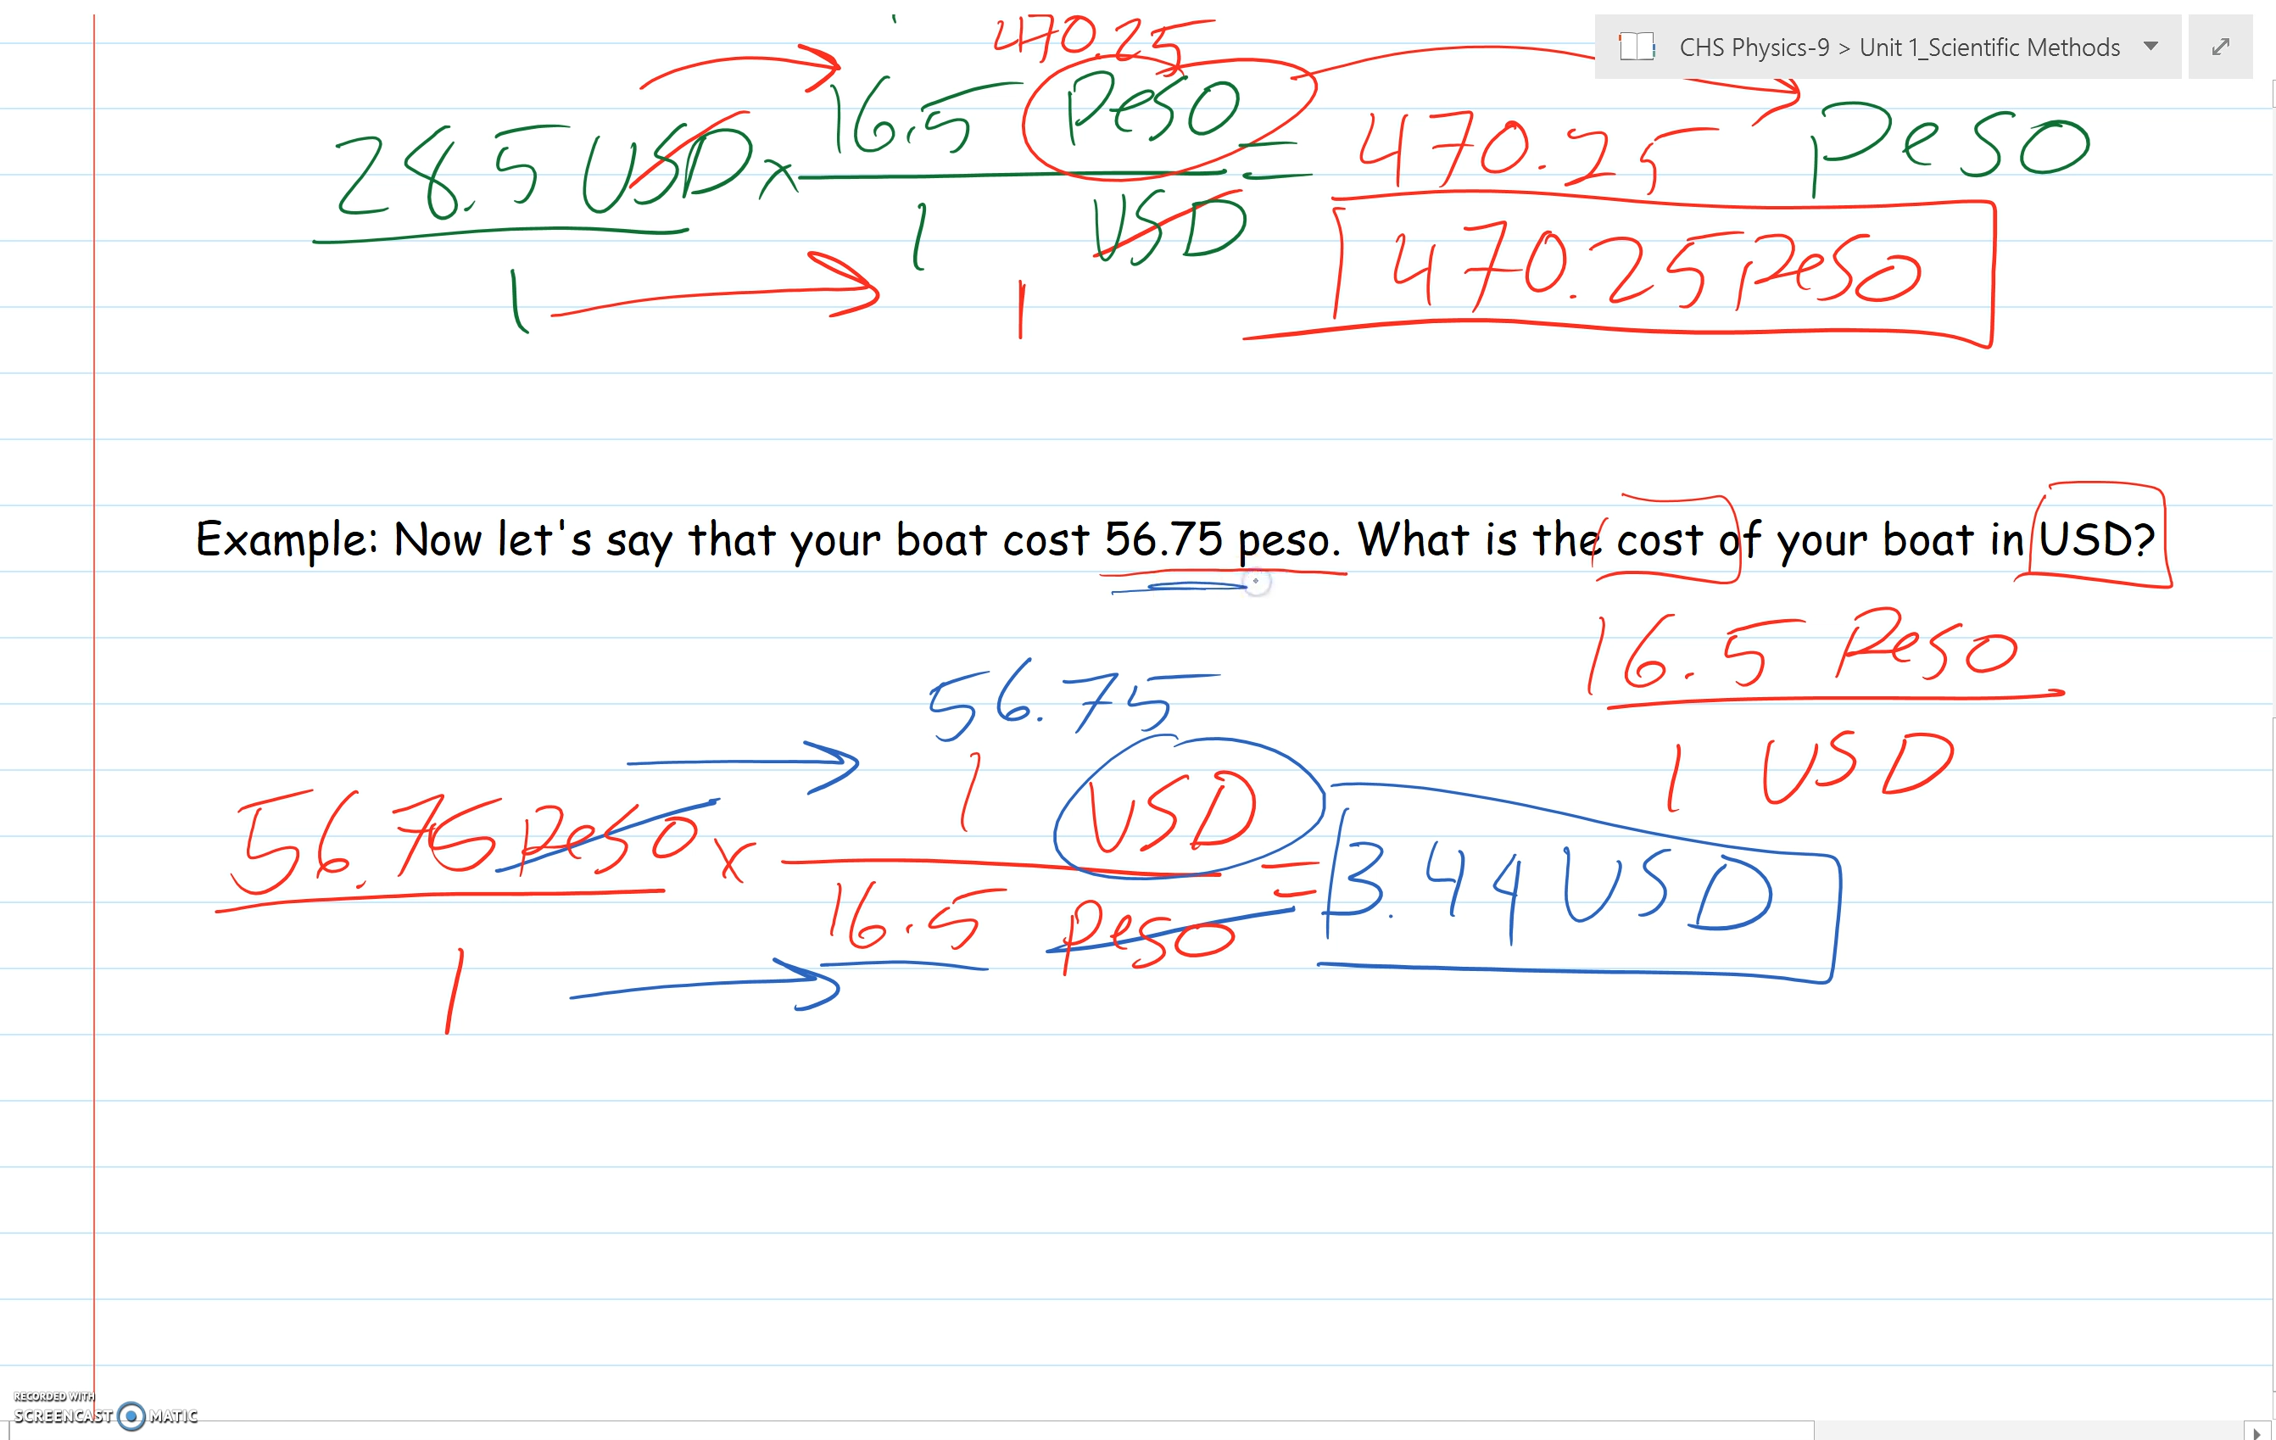 CHS Physics-9 > Unit 1_Scientific Methods
470.25
28.5 USD x 16.5 Peso = 470.25 Peso
1 1 USD
1
470.25 Peso
Example: Now let's say that your boat cost 56.75 peso. What is the cost of your boat in USD?
16.5 Peso
1 USD
56.75
56.75 Peso x 1 USD = 3.44 USD
1 16.5 Peso
RECORDED WITH
SCREENCAST MATIC